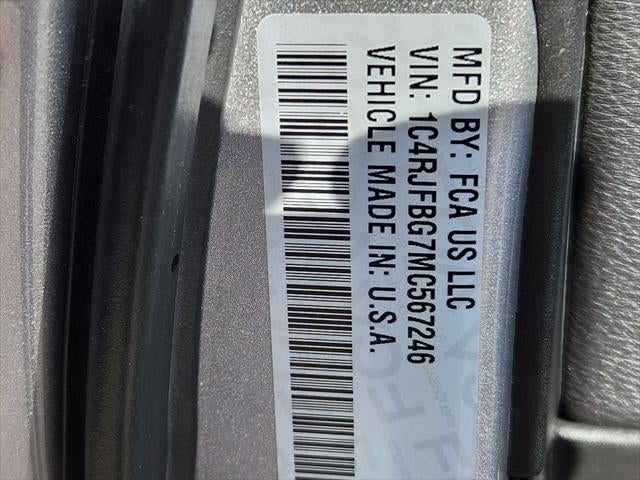 MFD BY: FCA US LLC
VIN: 1C4RJFBG7MC567246
VEHICLE MADE IN: U.S.A.